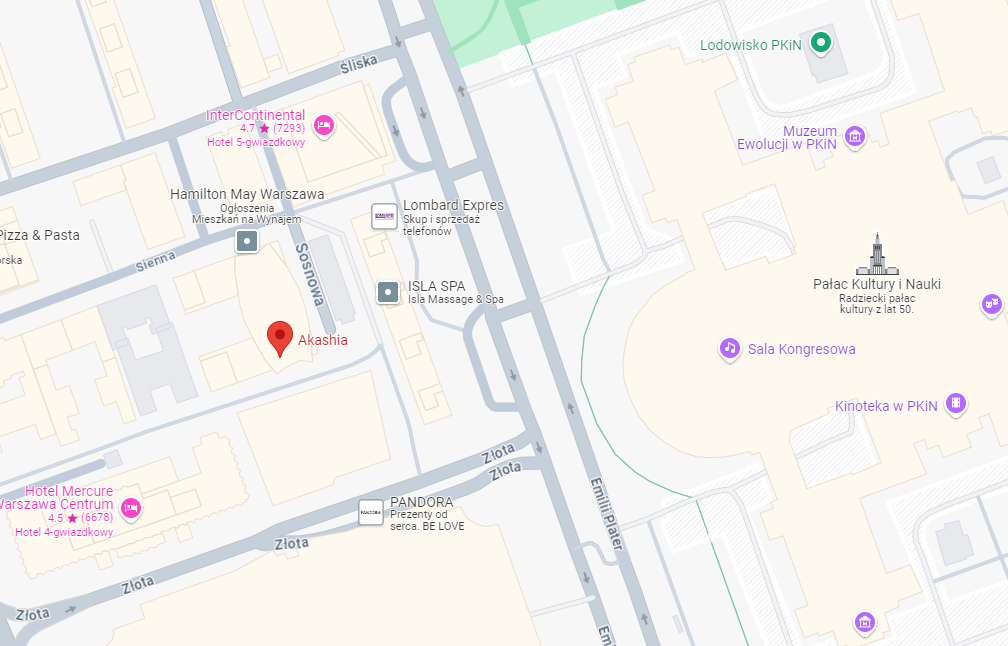 Śliska
Lodowisko PKiN
InterContinental
4.7 ★ (7293)
Hotel 5-gwiazdkowy
Muzeum
Ewolucji w PKiN
Hamilton May Warszawa
Ogłoszenia
Mieszkań na Wynajem
Lombard Expres
Skup i sprzedaż
telefonów
Pizza & Pasta
orska
Sienna
Sosnowa
ISLA SPA
Isla Massage & Spa
Pałac Kultury i Nauki
Radziecki pałac
kultury z lat 50.
Akashia
Sala Kongresowa
Kinoteka w PKiN
Złota
Złota
Hotel Mercure
Warszawa Centrum
4.5 ★ (6678)
Hotel 4-gwiazdkowy
PANDORA
PANDORA
Prezenty od
serca. BE LOVE
Emilii Plater
Złota
Złota
Złota
Emi